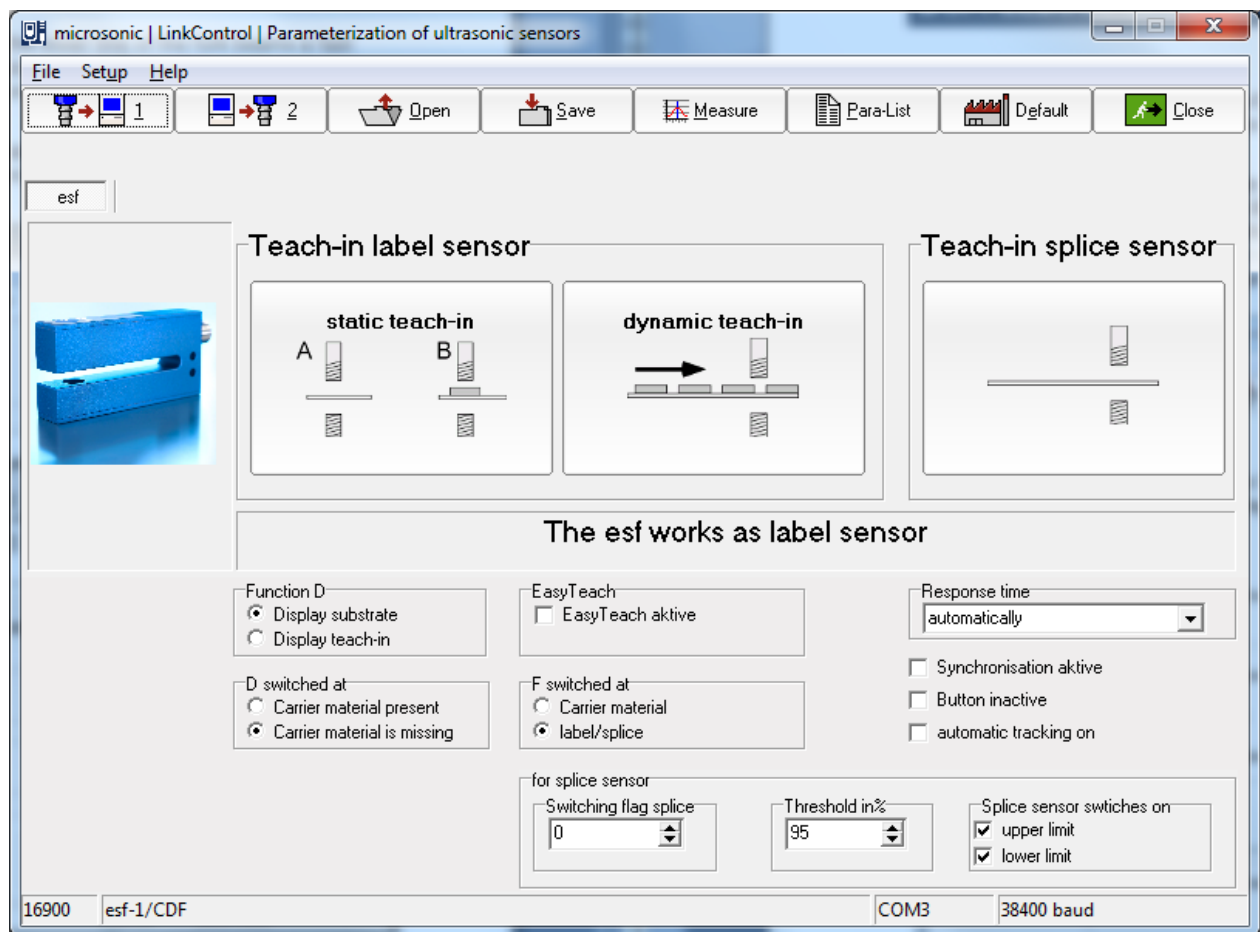 microsonic | LinkControl | Parameterization of ultrasonic sensors
File Setup Help
1 2 Open Save Measure Para-List Default Close
esf
Teach-in label sensor
Teach-in splice sensor
static teach-in
A B
dynamic teach-in
The esf works as label sensor
Function D
Display substrate
Display teach-in
EasyTeach
EasyTeach aktive
Response time
automatically
D switched at
Carrier material present
Carrier material is missing
F switched at
Carrier material
label/splice
Synchronisation aktive
Button inactive
automatic tracking on
for splice sensor
Switching flag splice
0
Threshold in%
95
Splice sensor swtiches on
upper limit
lower limit
16900 esf-1/CDF COM3 38400 baud